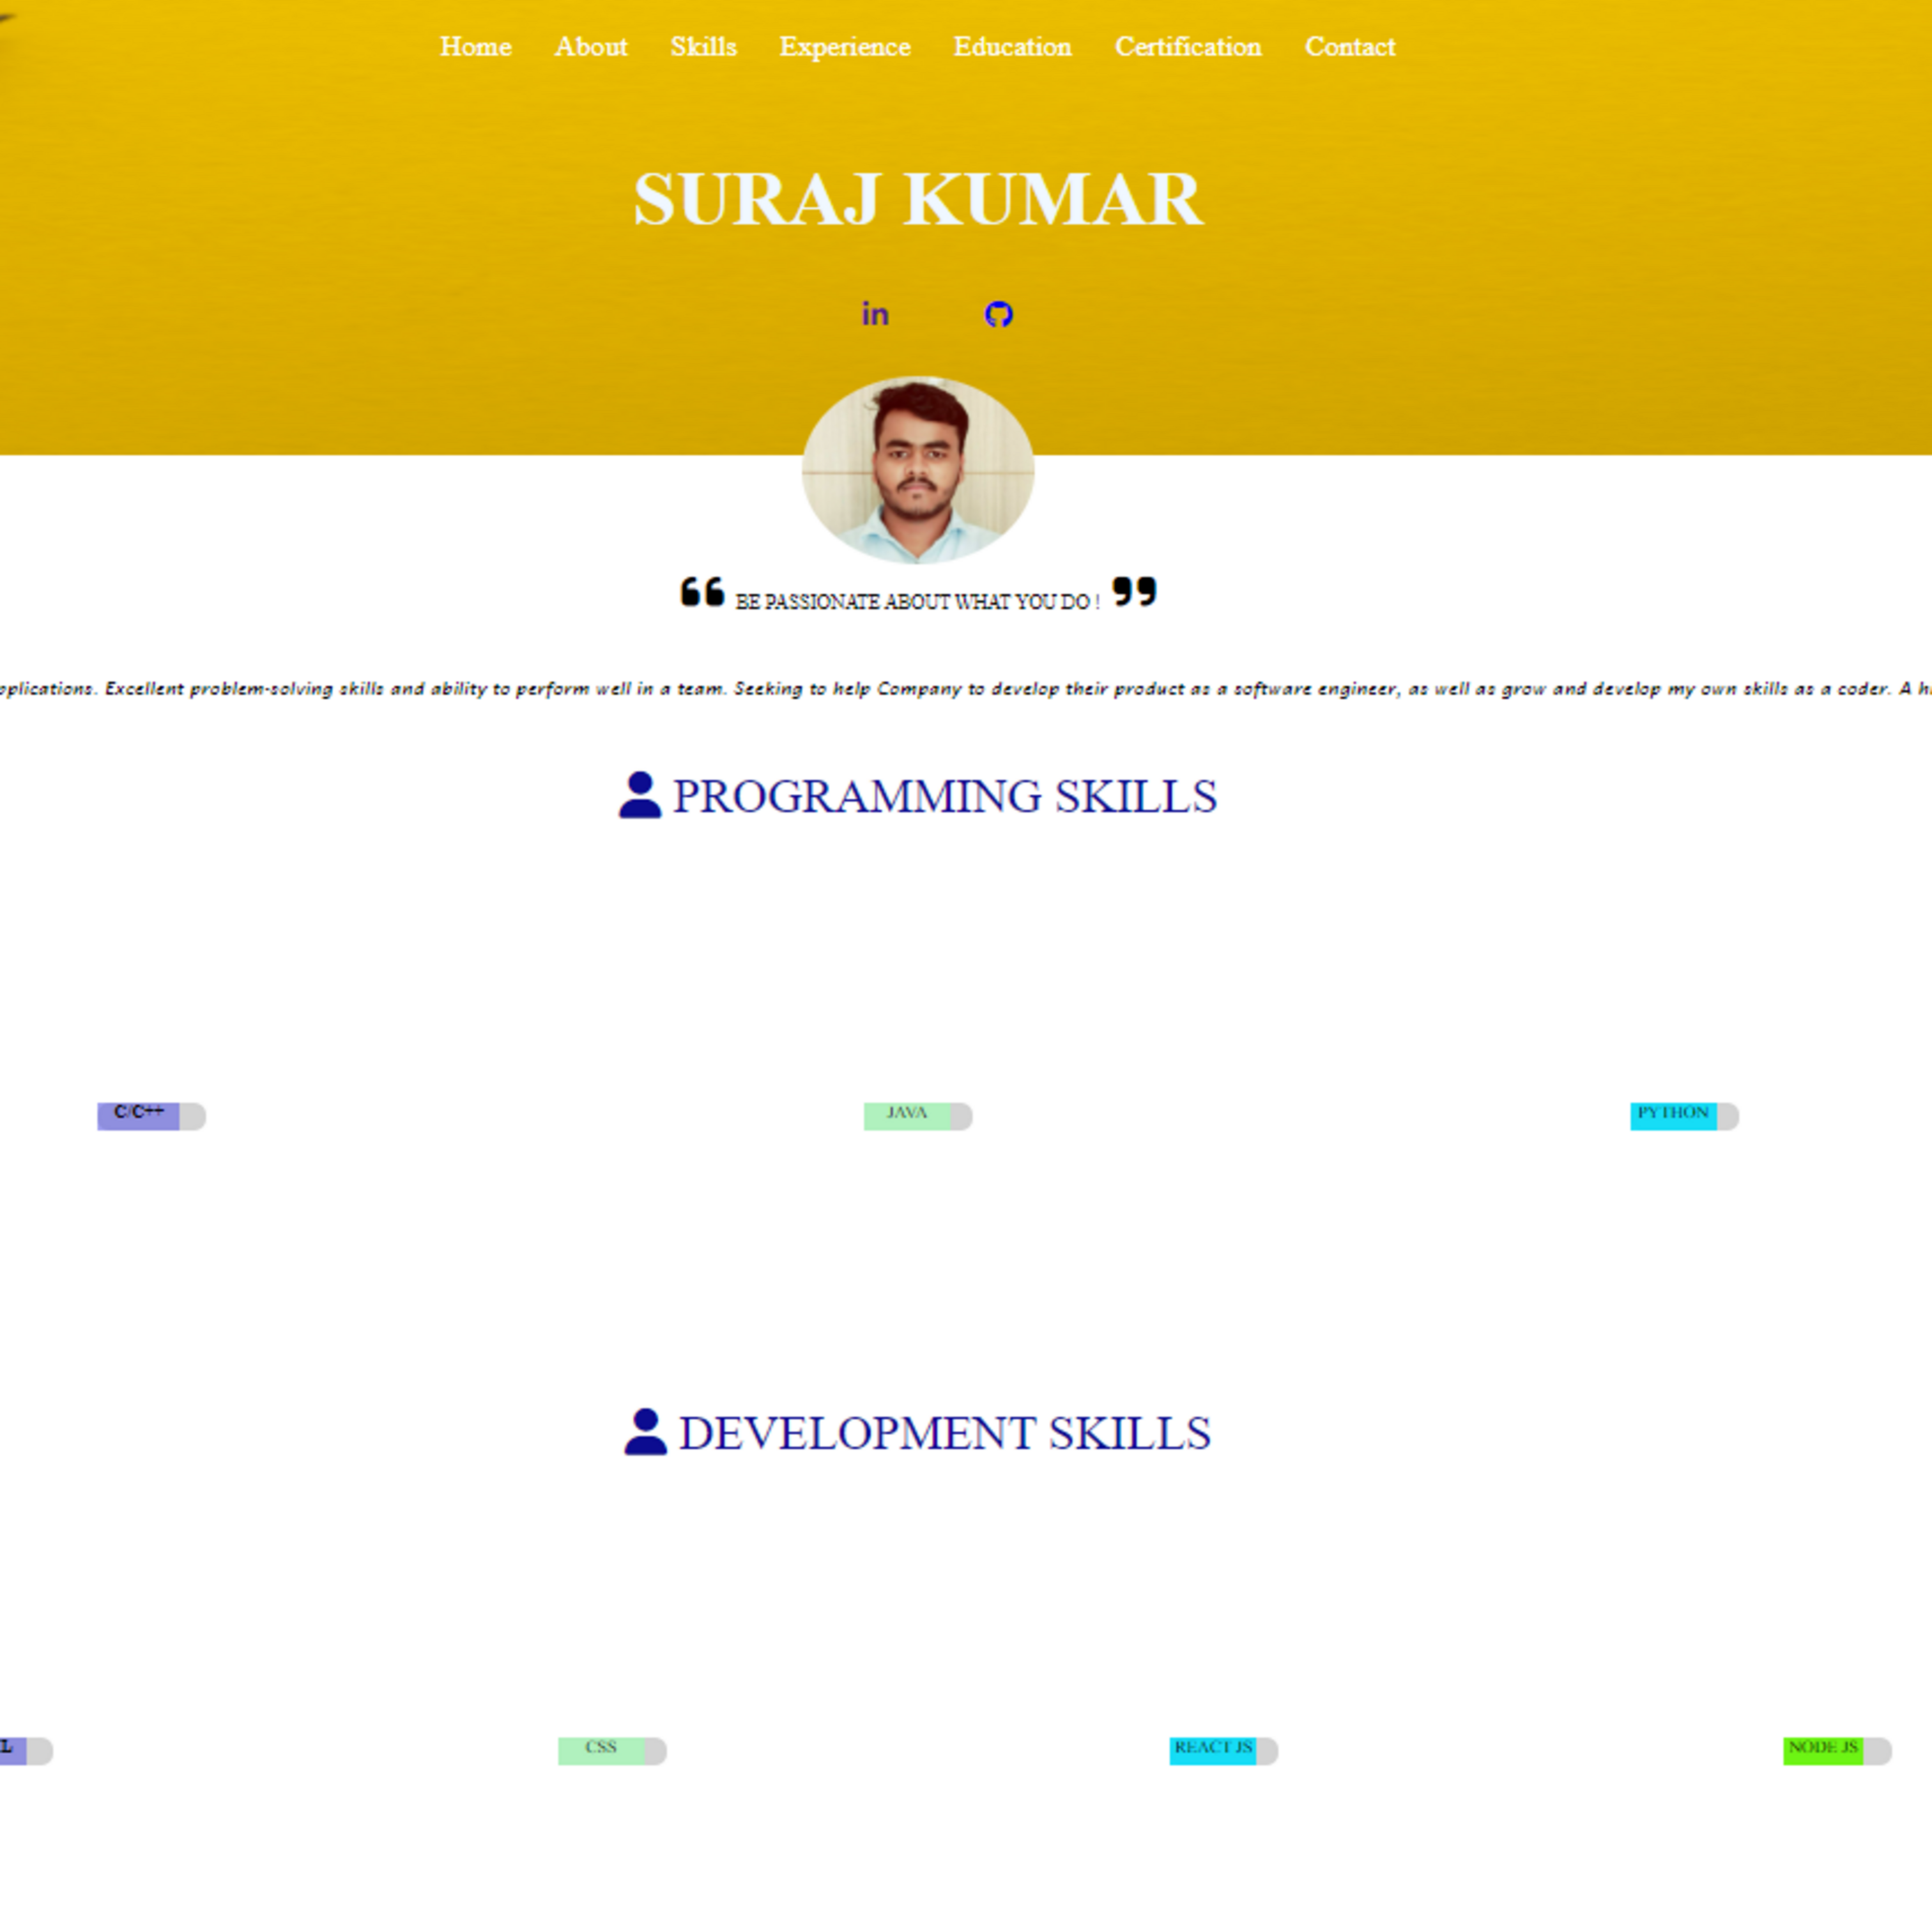 Home About Skills Experience Education Certification Contact
SURAJ KUMAR
in
BE PASSIONATE ABOUT WHAT YOU DO !
Excellent problem-solving skills and ability to perform well in a team. Seeking to help Company to develop their product as a software engineer, as well as grow and develop my own skills as a coder. A
PROGRAMMING SKILLS
C/C++ JAVA PYTHON
DEVELOPMENT SKILLS
L CSS REACT JS NODE JS